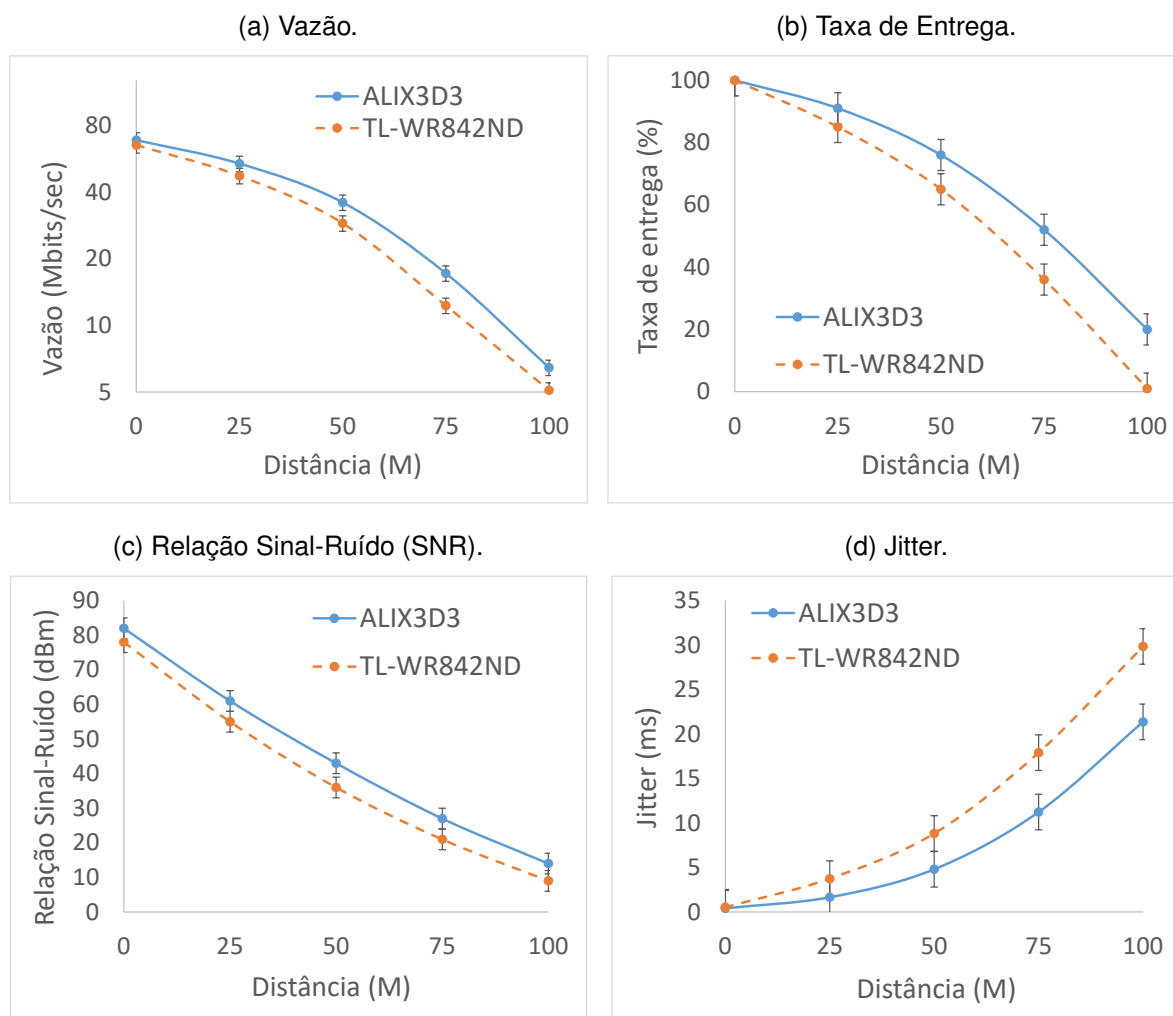 (a) Vazão.
80
40
20
10
5
Vazão (Mbits/sec)
ALIX3D3
TL-WR842ND
0 25 50 75 100
Distância (M)
(b) Taxa de Entrega.
100
80
60
40
20
0
Taxa de entrega (%)
ALIX3D3
TL-WR842ND
0 25 50 75 100
Distância (M)
(c) Relação Sinal-Ruído (SNR).
90
80
70
60
50
40
30
20
10
0
Relação Sinal-Ruído (dBm)
ALIX3D3
TL-WR842ND
0 25 50 75 100
Distância (M)
(d) Jitter.
35
30
25
20
15
10
5
0
Jitter (ms)
ALIX3D3
TL-WR842ND
0 25 50 75 100
Distância (M)